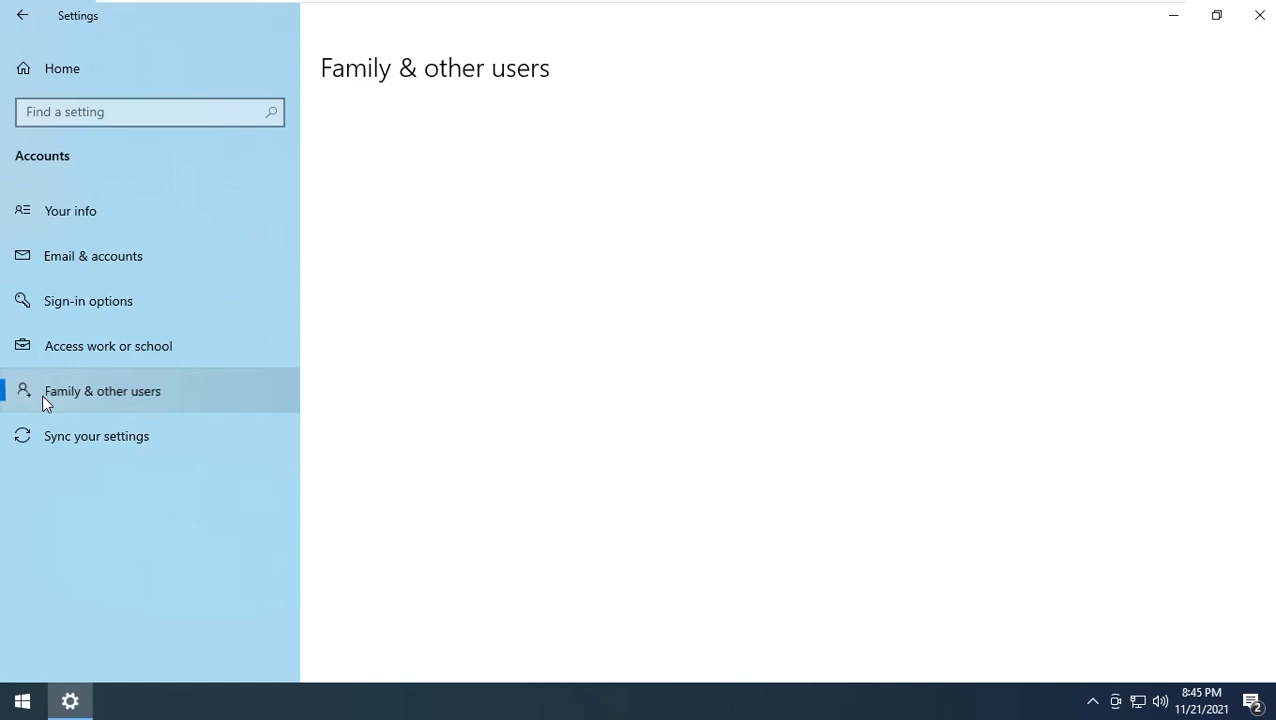 Settings
Home
Find a setting
Accounts
Your info
Email & accounts
Sign-in options
Access work or school
Family & other users
Sync your settings
Family & other users
8:45 PM
11/21/2021
2